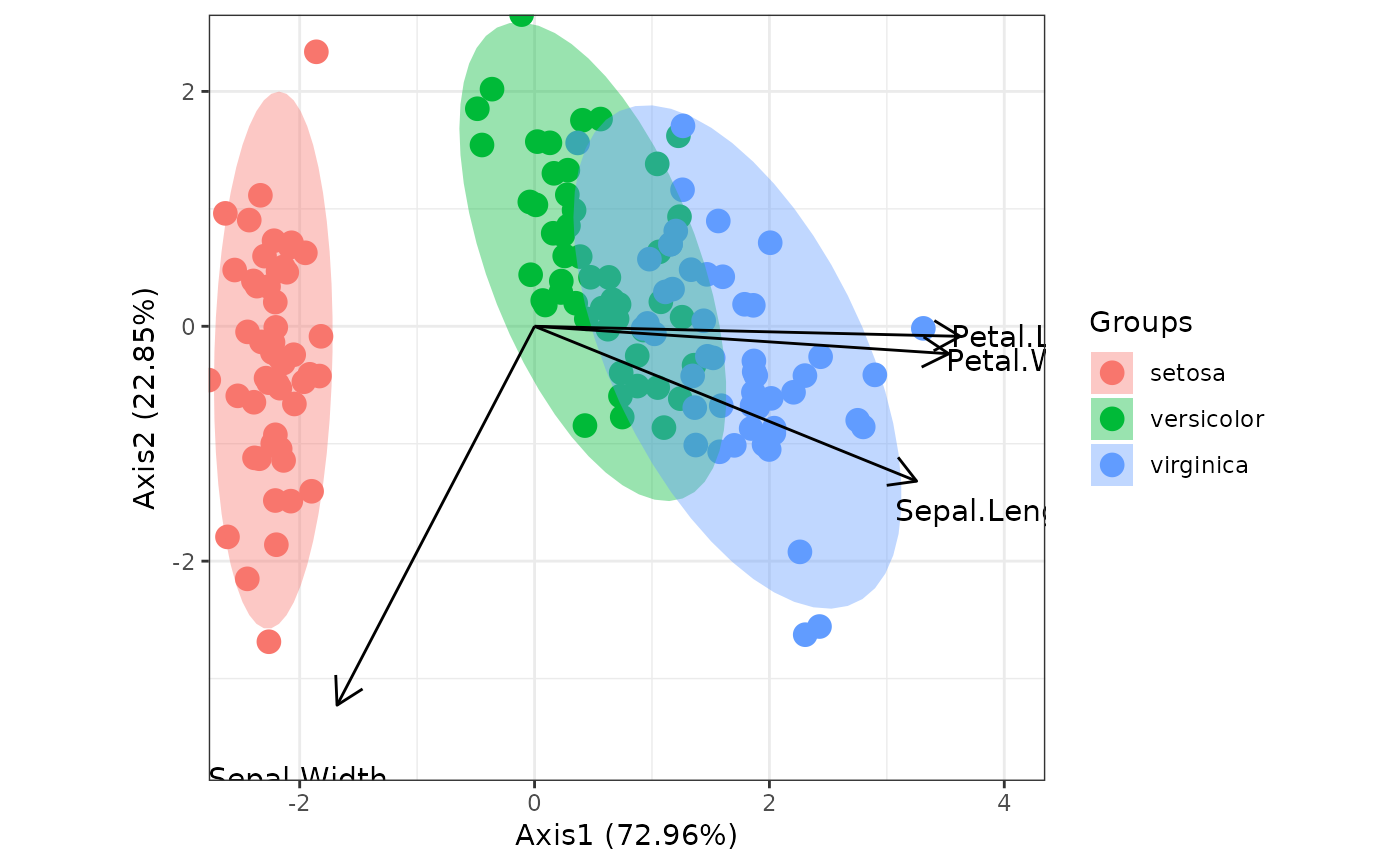 2
0
-2
Axis2 (22.85%)
Petal.L
Petal.W
Sepal.Leng
Sepal.Width
-2
0
2
4
Axis1 (72.96%)
Groups
setosa
versicolor
virginica